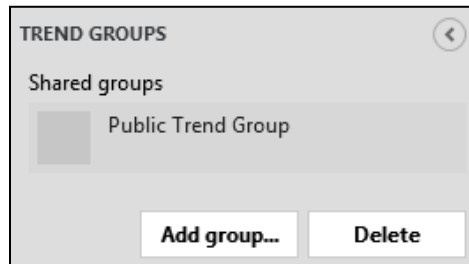 TREND GROUPS
Shared groups
Public Trend Group
Add group...
Delete